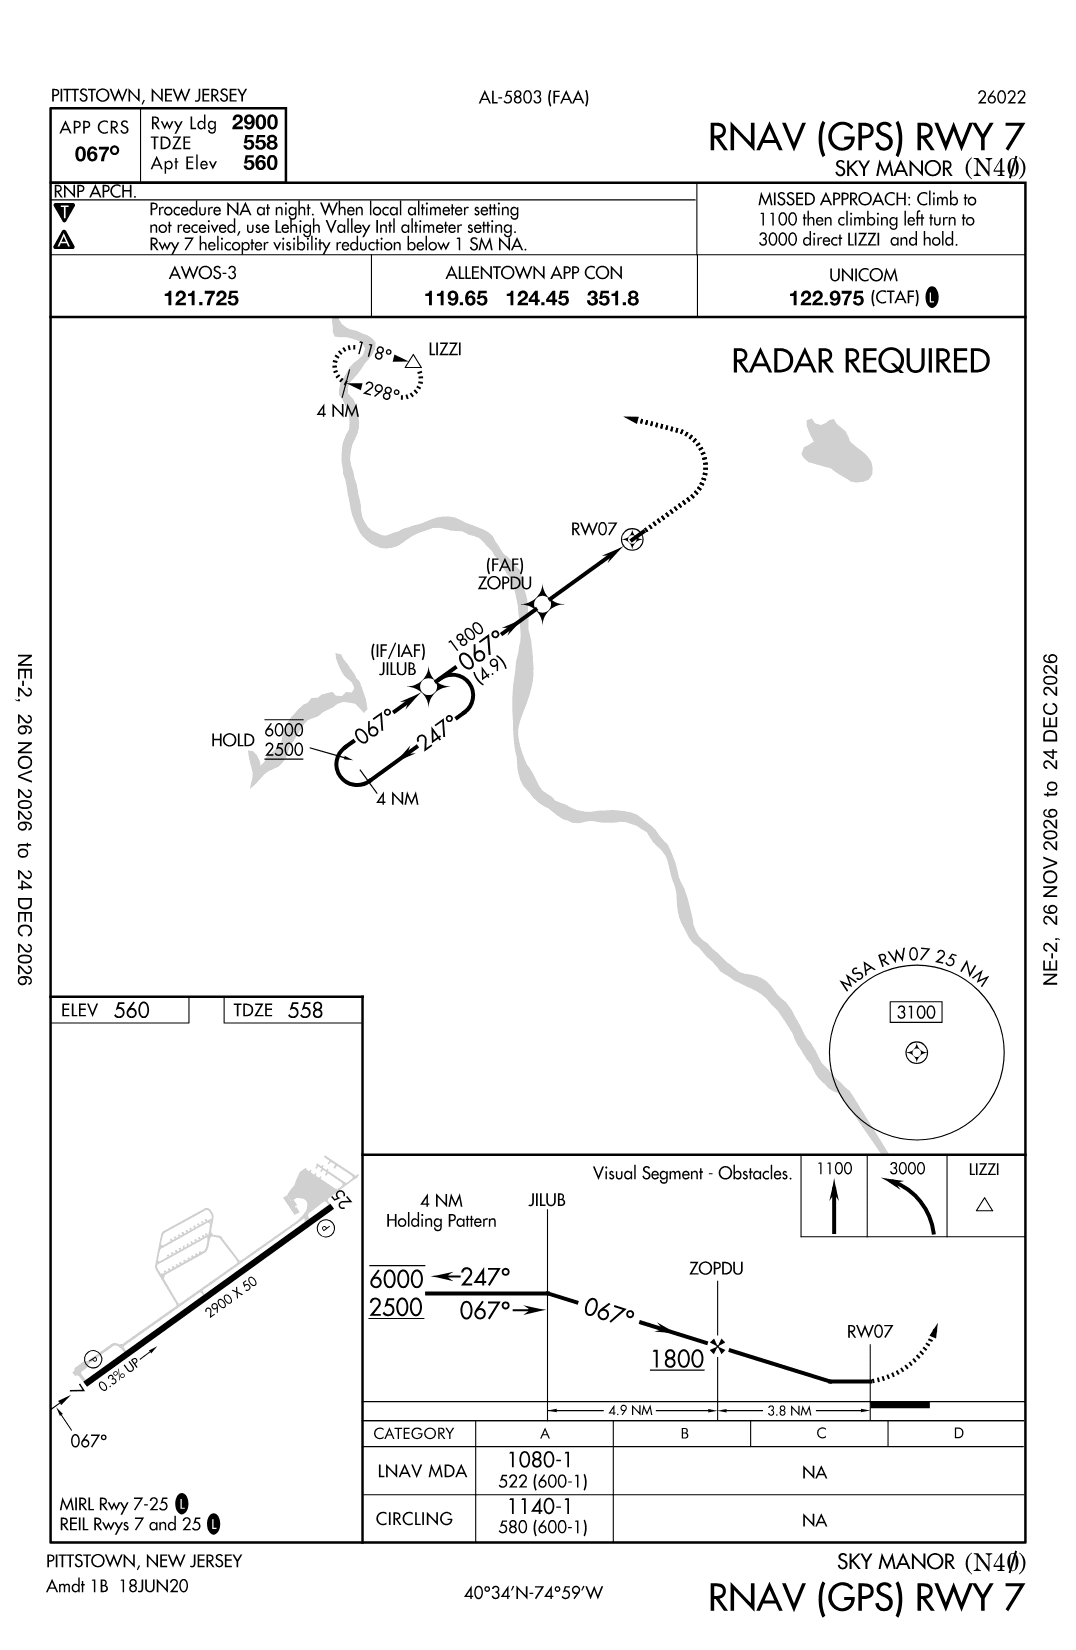 PITTSTOWN, NEW JERSEY
AL-5803 (FAA)
26022
APP CRS
067°
Rwy Ldg 2900
TDZE 558
Apt Elev 560
RNAV (GPS) RWY 7
SKY MANOR (N4Ø)
RNP APCH.
T
A
Procedure NA at night. When local altimeter setting
not received, use Lehigh Valley Intl altimeter setting.
Rwy 7 helicopter visibility reduction below 1 SM NA.
MISSED APPROACH: Climb to
1100 then climbing left turn to
3000 direct LIZZI and hold.
AWOS-3
121.725
ALLENTOWN APP CON
119.65 124.45 351.8
UNICOM
122.975 (CTAF) L
RADAR REQUIRED
LIZZI
118°
298°
4 NM
RW07
(FAF)
ZOPDU
(IF/IAF)
JILUB
1800
067°
(4.9)
067°
247°
HOLD 6000
2500
4 NM
NE-2, 26 NOV 2026 to 24 DEC 2026
NE-2, 26 NOV 2026 to 24 DEC 2026
MSA RW07 25 NM
3100
ELEV 560
TDZE 558
25
P
2900 X 50
P
0.3% UP
7
067°
MIRL Rwy 7-25 L
REIL Rwys 7 and 25 L
Visual Segment - Obstacles.
1100
3000
LIZZI
4 NM
Holding Pattern
JILUB
6000
2500
247°
067°
067°
ZOPDU
1800
RW07
4.9 NM
3.8 NM
CATEGORY A B C D
LNAV MDA 1080-1 NA
522 (600-1)
CIRCLING 1140-1 NA
580 (600-1)
PITTSTOWN, NEW JERSEY
Amdt 1B 18JUN20
40°34'N-74°59'W
SKY MANOR (N4Ø)
RNAV (GPS) RWY 7